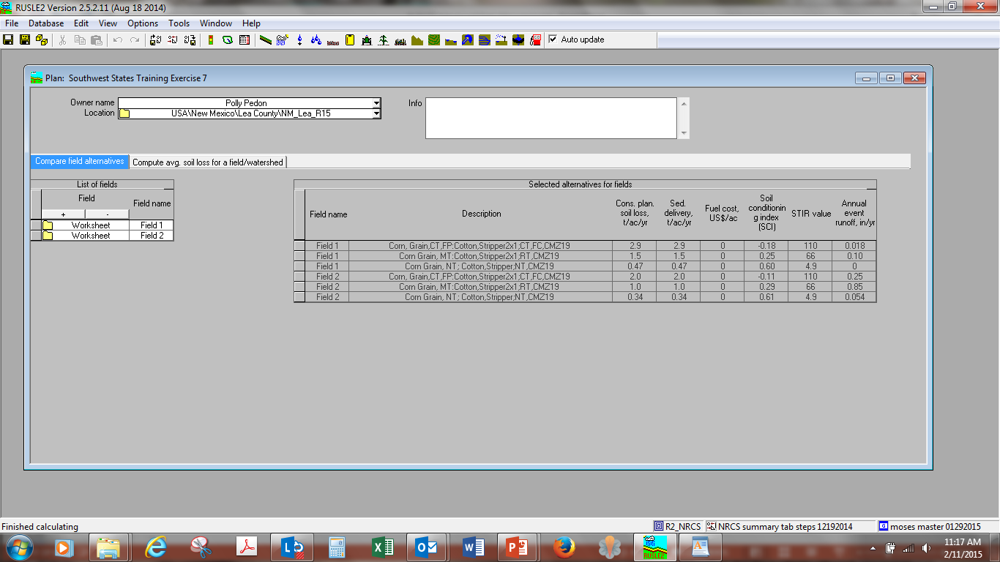 RUSLE2 Version 2.5.2.11 (Aug 18 2014)
File Database Edit View Options Tools Window Help
Auto update
Plan: Southwest States Training Exercise 7
Owner name Polly Pedon Info
Location USA\New Mexico\Lea County\NM_Lea_R15
Compare field alternatives Compute avg. soil loss for a field/watershed
List of fields
Field Field name
+ -
Worksheet Field 1
Worksheet Field 2
Selected alternatives for fields
Field name Description Cons. plan. soil loss, t/ac/yr Sed. delivery, t/ac/yr Fuel cost, US$/ac Soil conditionin g index (SCI) STIR value Annual event runoff, in/yr
Field 1 Corn, Grain,CT,FP:Cotton,Stripper2x1;CT,FC,CMZ19 2.9 2.9 0 -0.18 110 0.018
Field 1 Corn Grain, MT:Cotton,Stripper2x1;RT,CMZ19 1.5 1.5 0 0.25 66 0.10
Field 1 Corn Grain, NT; Cotton,Stripper;NT,CMZ19 0.47 0.47 0 0.60 4.9 0
Field 2 Corn, Grain,CT,FP:Cotton,Stripper2x1;CT,FC,CMZ19 2.0 2.0 0 -0.11 110 0.25
Field 2 Corn Grain, MT:Cotton,Stripper2x1;RT,CMZ19 1.0 1.0 0 0.29 66 0.85
Field 2 Corn Grain, NT; Cotton,Stripper;NT,CMZ19 0.34 0.34 0 0.61 4.9 0.054
Finished calculating R2_NRCS NRCS summary tab steps 12192014 moses master 01292015
RUSLE2
11:17 AM
2/11/2015